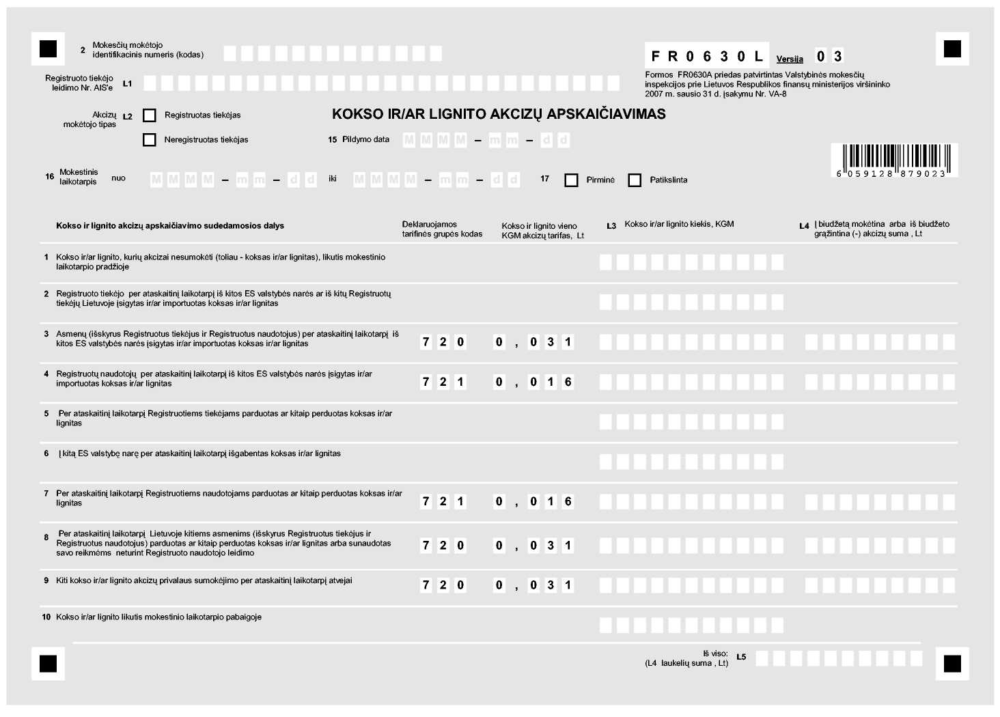 2 Mokesčių mokėtojo
identifikacinis numeris (kodas)
FR0630L Versija 03
Formos FR0630A priedas patvirtintas Valstybinės mokesčių
inspekcijos prie Lietuvos Respublikos finansų ministerijos viršininko
2007 m. sausio 31 d. įsakymu Nr. VA-8
Registruoto tiekėjo
leidimo Nr. AIS'e L1
Akcizų
mokėtojo tipas L2 Registruotas tiekėjas
Neregistruotas tiekėjas
KOKSO IR/AR LIGNITO AKCIZŲ APSKAIČIAVIMAS
15 Pildymo data MMMM – mm – dd
6 059128 879023
16 Mokestinis
laikotarpis nuo MMMM – mm – dd iki MMMM – mm – dd 17 Pirminė Patikslinta
Kokso ir lignito akcizų apskaičiavimo sudedamosios dalys
Deklaruojamos
tarifinės grupės kodas
Kokso ir lignito vieno
KGM akcizų tarifas, Lt
L3 Kokso ir/ar lignito kiekis, KGM
L4 Į biudžetą mokėtina arba iš biudžeto
grąžintina (-) akcizų suma , Lt
1 Kokso ir/ar lignito, kurių akcizai nesumokėti (toliau - koksas ir/ar lignitas), likutis mokestinio
laikotarpio pradžioje
2 Registruoto tiekėjo per ataskaitinį laikotarpį iš kitos ES valstybės narės ar iš kitų Registruotų
tiekėjų Lietuvoje įsigytas ir/ar importuotas koksas ir/ar lignitas
3 Asmenų (išskyrus Registruotus tiekėjus ir Registruotus naudotojus) per ataskaitinį laikotarpį iš
kitos ES valstybės narės įsigytas ir/ar importuotas koksas ir/ar lignitas 720 0,031
4 Registruotų naudotojų per ataskaitinį laikotarpį iš kitos ES valstybės narės įsigytas ir/ar
importuotas koksas ir/ar lignitas 721 0,016
5 Per ataskaitinį laikotarpį Registruotiems tiekėjams parduotas ar kitaip perduotas koksas ir/ar
lignitas
6 Į kitą ES valstybę narę per ataskaitinį laikotarpį išgabentas koksas ir/ar lignitas
7 Per ataskaitinį laikotarpį Registruotiems naudotojams parduotas ar kitaip perduotas koksas ir/ar
lignitas 721 0,016
8 Per ataskaitinį laikotarpį Lietuvoje kitiems asmenims (išskyrus Registruotus tiekėjus ir
Registruotus naudotojus) parduotas ar kitaip perduotas koksas ir/ar lignitas arba sunaudotas
savo reikmėms neturint Registruoto naudotojo leidimo 720 0,031
9 Kiti kokso ir/ar lignito akcizų privalaus sumokėjimo per ataskaitinį laikotarpį atvejai 720 0,031
10 Kokso ir/ar lignito likutis mokestinio laikotarpio pabaigoje
Iš viso:
(L4 laukelių suma , Lt) L5